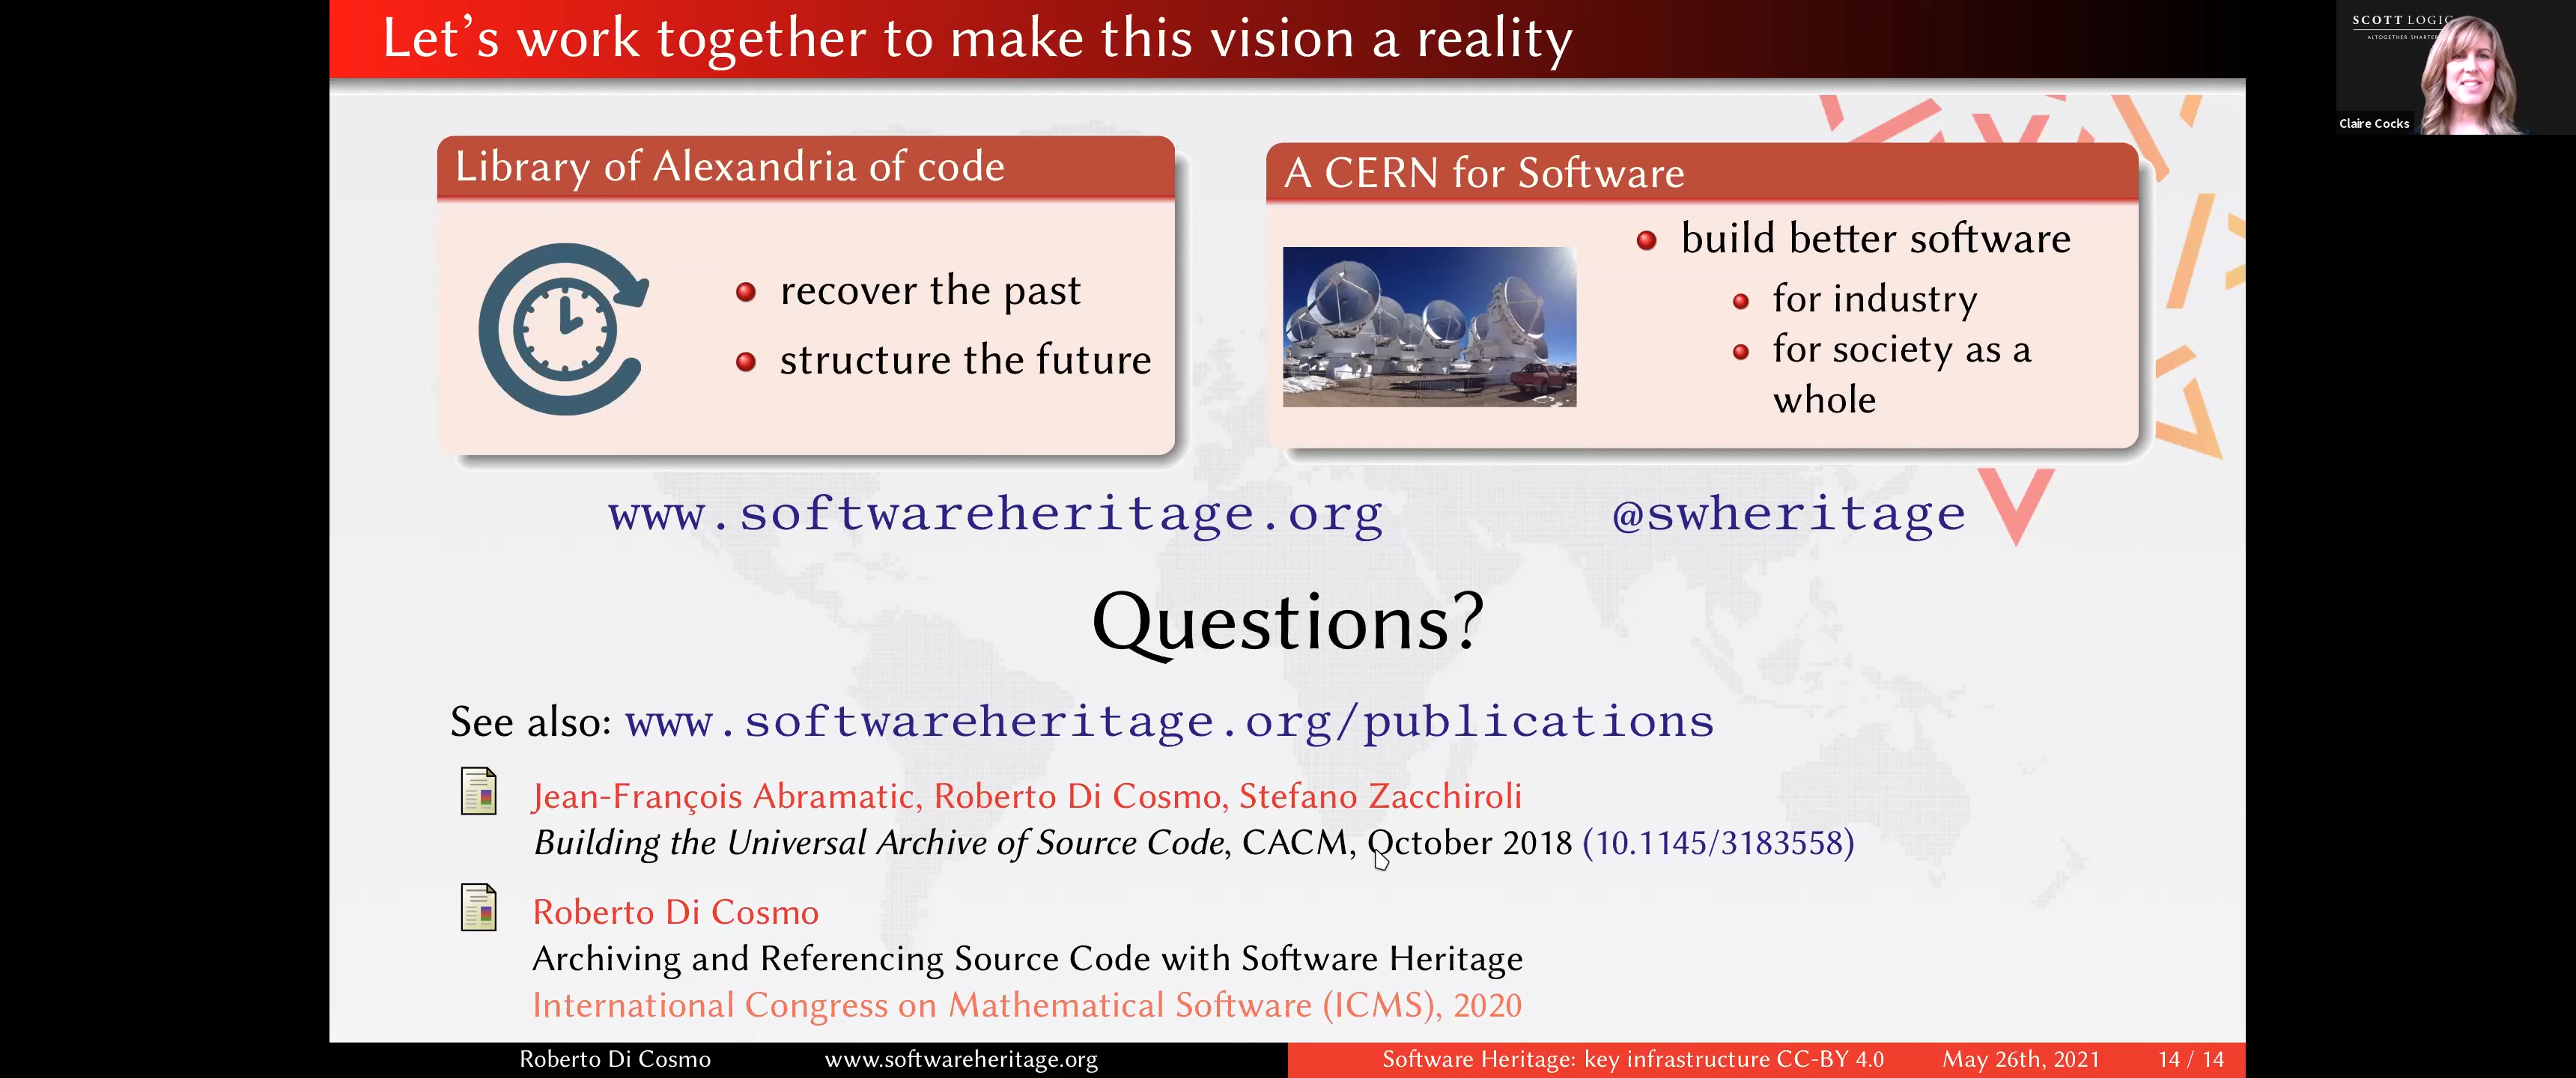 Let's work together to make this vision a reality
SCOTT LOGIC
ALTOGETHER SMARTER
Claire Cocks
Library of Alexandria of code
recover the past
structure the future
A CERN for Software
build better software
for industry
for society as a
whole
www.softwareheritage.org
@swheritage
Questions?
See also: www.softwareheritage.org/publications
Jean-François Abramatic, Roberto Di Cosmo, Stefano Zacchiroli
Building the Universal Archive of Source Code, CACM, October 2018 (10.1145/3183558)
Roberto Di Cosmo
Archiving and Referencing Source Code with Software Heritage
International Congress on Mathematical Software (ICMS), 2020
Roberto Di Cosmo www.softwareheritage.org Software Heritage: key infrastructure CC-BY 4.0 May 26th, 2021 14 / 14